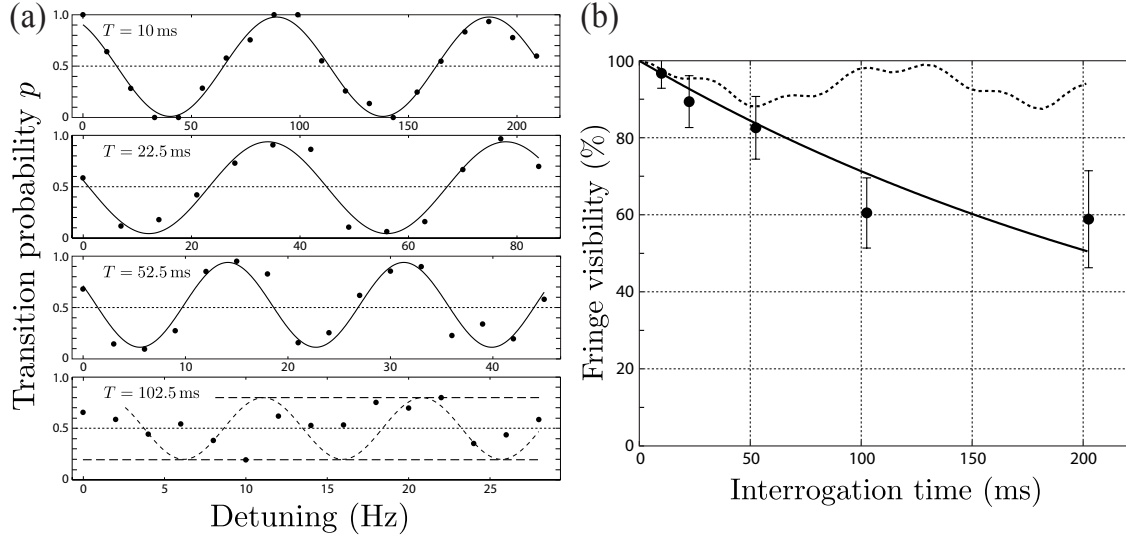 (a)
Transition probability p
1.0
0.5
0
T = 10 ms
0 50 100 150 200
1.0
0.5
0
T = 22.5 ms
0 20 40 60 80
1.0
0.5
0
T = 52.5 ms
0 10 20 30 40
1.0
0.5
0
T = 102.5 ms
0 5 10 15 20 25
Detuning (Hz)
(b)
Fringe visibility (%)
100
80
60
40
20
0
0 50 100 150 200
Interrogation time (ms)